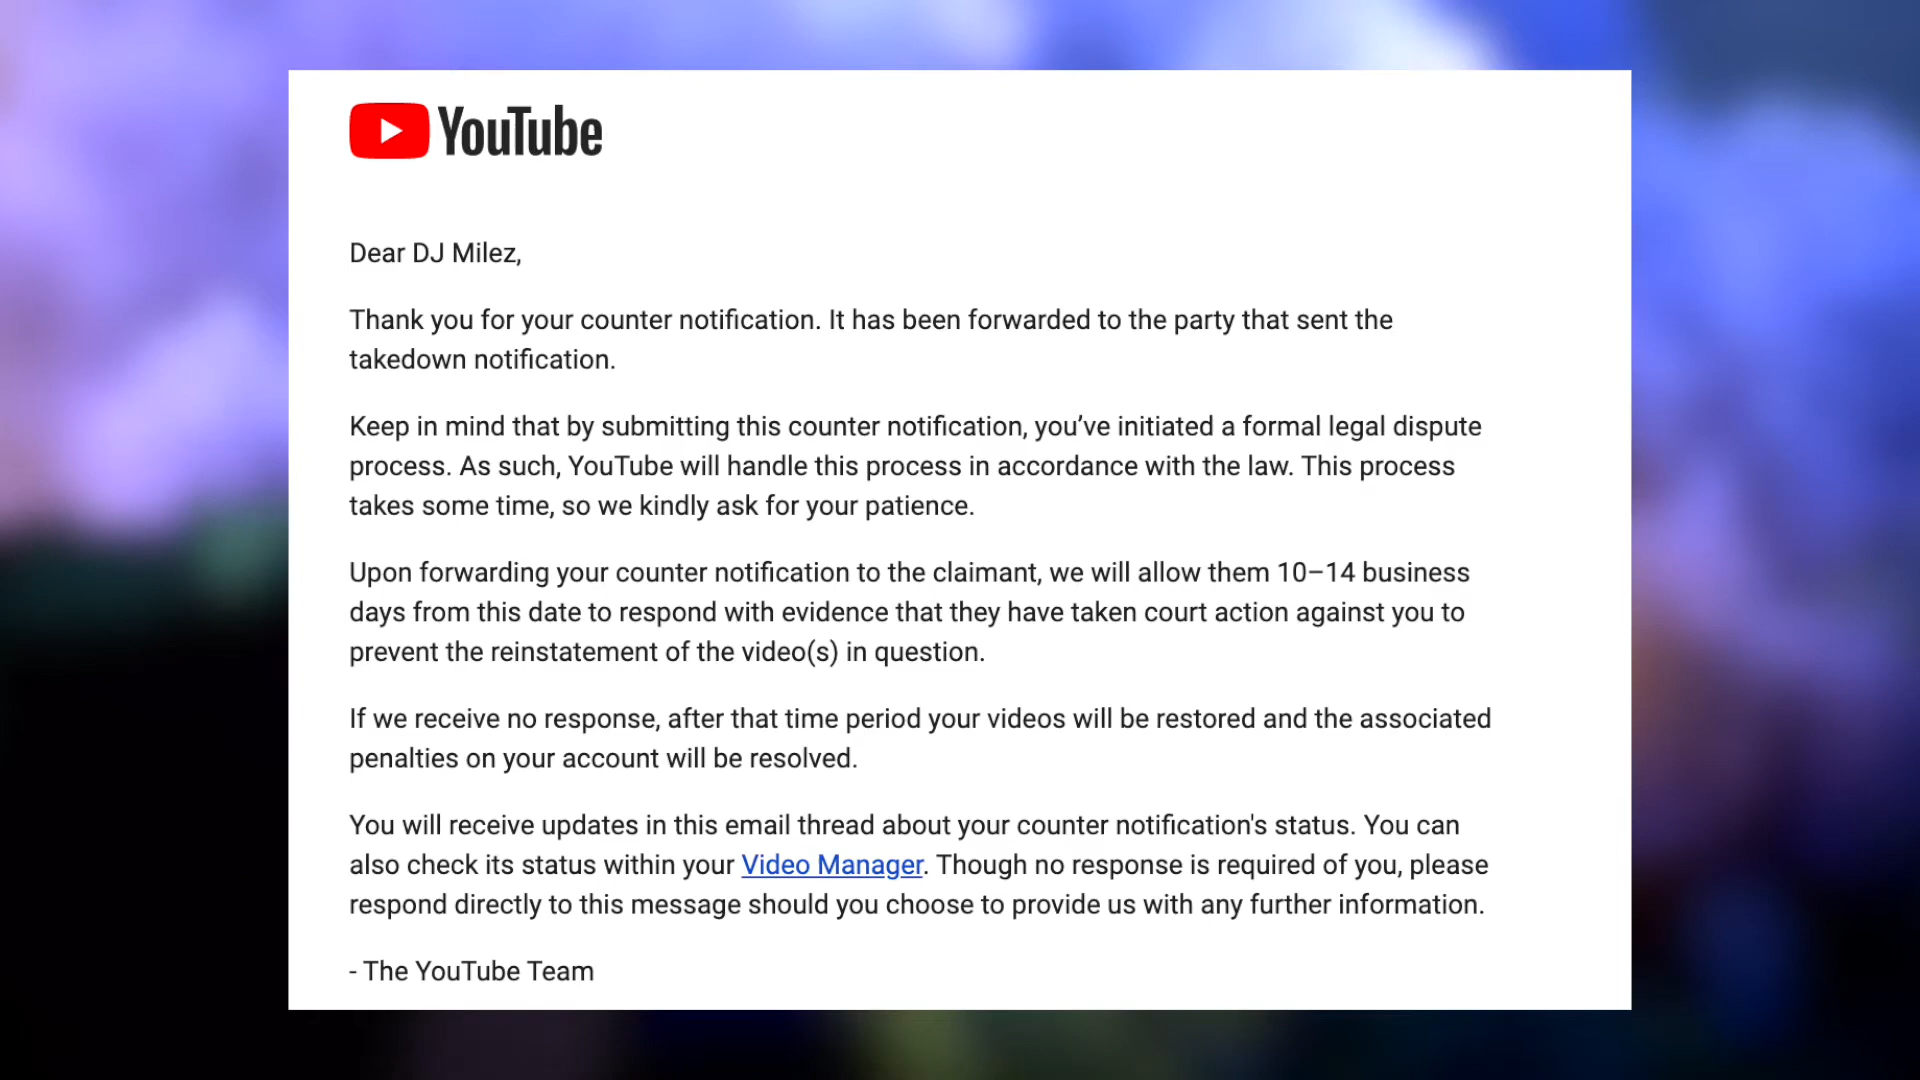 YouTube
Dear DJ Milez,
Thank you for your counter notification. It has been forwarded to the party that sent the
takedown notification.
Keep in mind that by submitting this counter notification, you’ve initiated a formal legal dispute
process. As such, YouTube will handle this process in accordance with the law. This process
takes some time, so we kindly ask for your patience.
Upon forwarding your counter notification to the claimant, we will allow them 10–14 business
days from this date to respond with evidence that they have taken court action against you to
prevent the reinstatement of the video(s) in question.
If we receive no response, after that time period your videos will be restored and the associated
penalties on your account will be resolved.
You will receive updates in this email thread about your counter notification's status. You can
also check its status within your Video Manager. Though no response is required of you, please
respond directly to this message should you choose to provide us with any further information.
- The YouTube Team